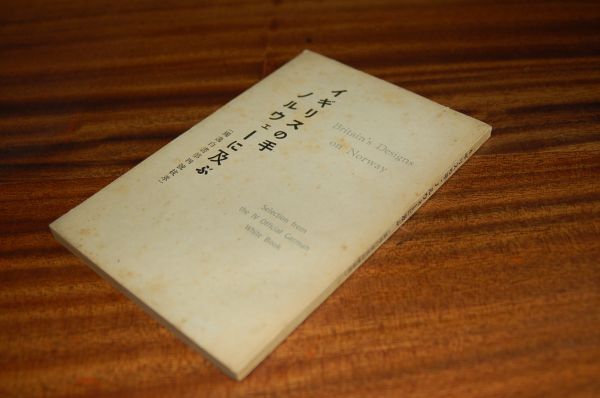 イギリスの手
ノルウェーに及ぶ
Britain's Designs
on Norway
Selection from
the IV Official German
White Book